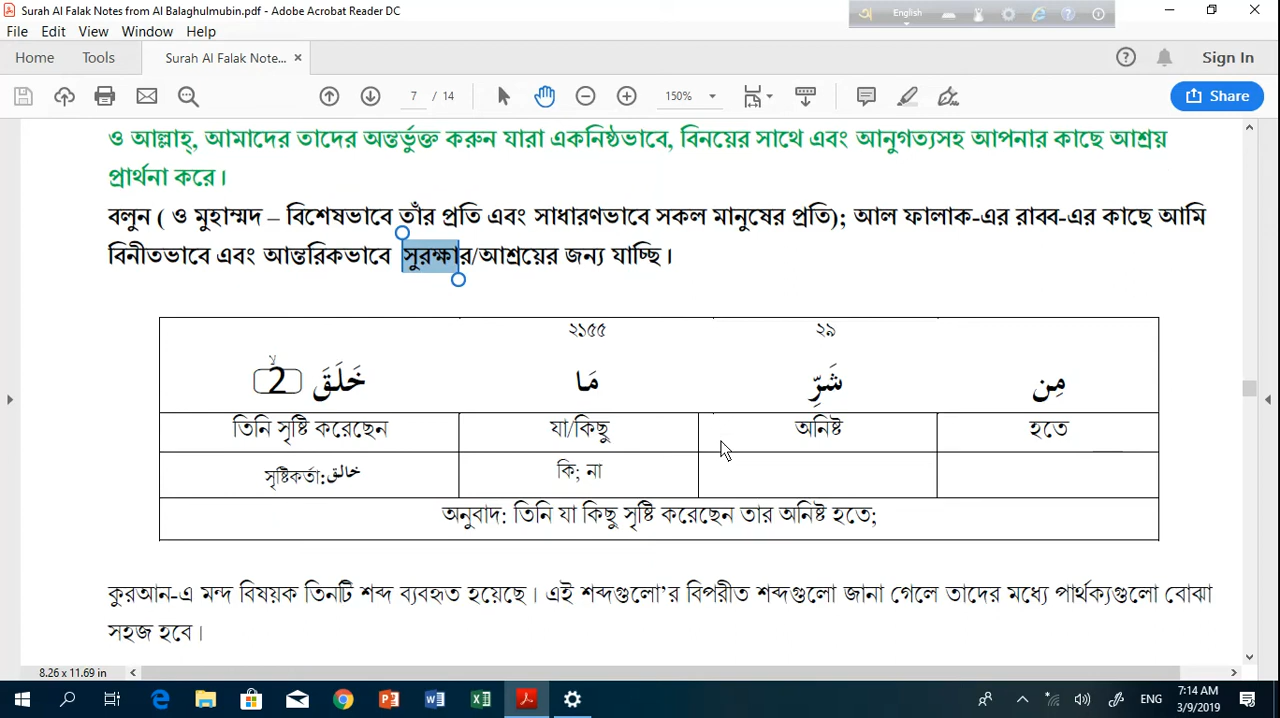 Surah Al Falak Notes from Al Balaghulmubin.pdf - Adobe Acrobat Reader DC
English
File Edit View Window Help
Home Tools Surah Al Falak Note... × Sign In
7 / 14 150% Share
ও আল্লাহ্, আমাদের তাদের অন্তর্ভুক্ত করুন যারা একনিষ্ঠভাবে, বিনয়ের সাথে এবং আনুগত্যসহ আপনার কাছে আশ্রয়
প্রার্থনা করে।
বলুন ( ও মুহাম্মদ – বিশেষভাবে তাঁর প্রতি এবং সাধারণভাবে সকল মানুষের প্রতি); আল ফালাক-এর রাব্ব-এর কাছে আমি
বিনীতভাবে এবং আন্তরিকভাবে সুরক্ষার/আশ্রয়ের জন্য যাচ্ছি।
২১৫৫ ২৯
مِن شَرِّ مَا خَلَقَ 2
তিনি সৃষ্টি করেছেন যা/কিছু অনিষ্ট হতে
সৃষ্টিকর্তা:خالق কি; না
অনুবাদ: তিনি যা কিছু সৃষ্টি করেছেন তার অনিষ্ট হতে;
কুরআন-এ মন্দ বিষয়ক তিনটি শব্দ ব্যবহৃত হয়েছে। এই শব্দগুলো'র বিপরীত শব্দগুলো জানা গেলে তাদের মধ্যে পার্থক্যগুলো বোঝা
সহজ হবে।
8.26 x 11.69 in
ENG 7:14 AM
3/9/2019